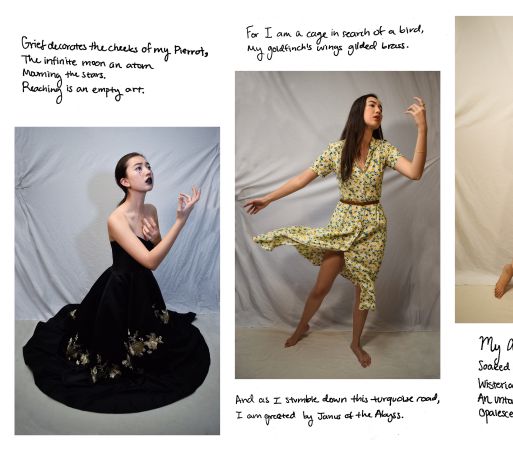 Grief decorates the cheeks of my Pierrot,
The infinite moon an atom
Mourning the stars.
Reaching is an empty art.
For I am a cage in search of a bird,
My goldfinch's wings gilded brass.
And as I stumble down this turquoise road,
I am greeted by Janus of the Abyss.
My
Soaked
Wisteria
An
Opalesce